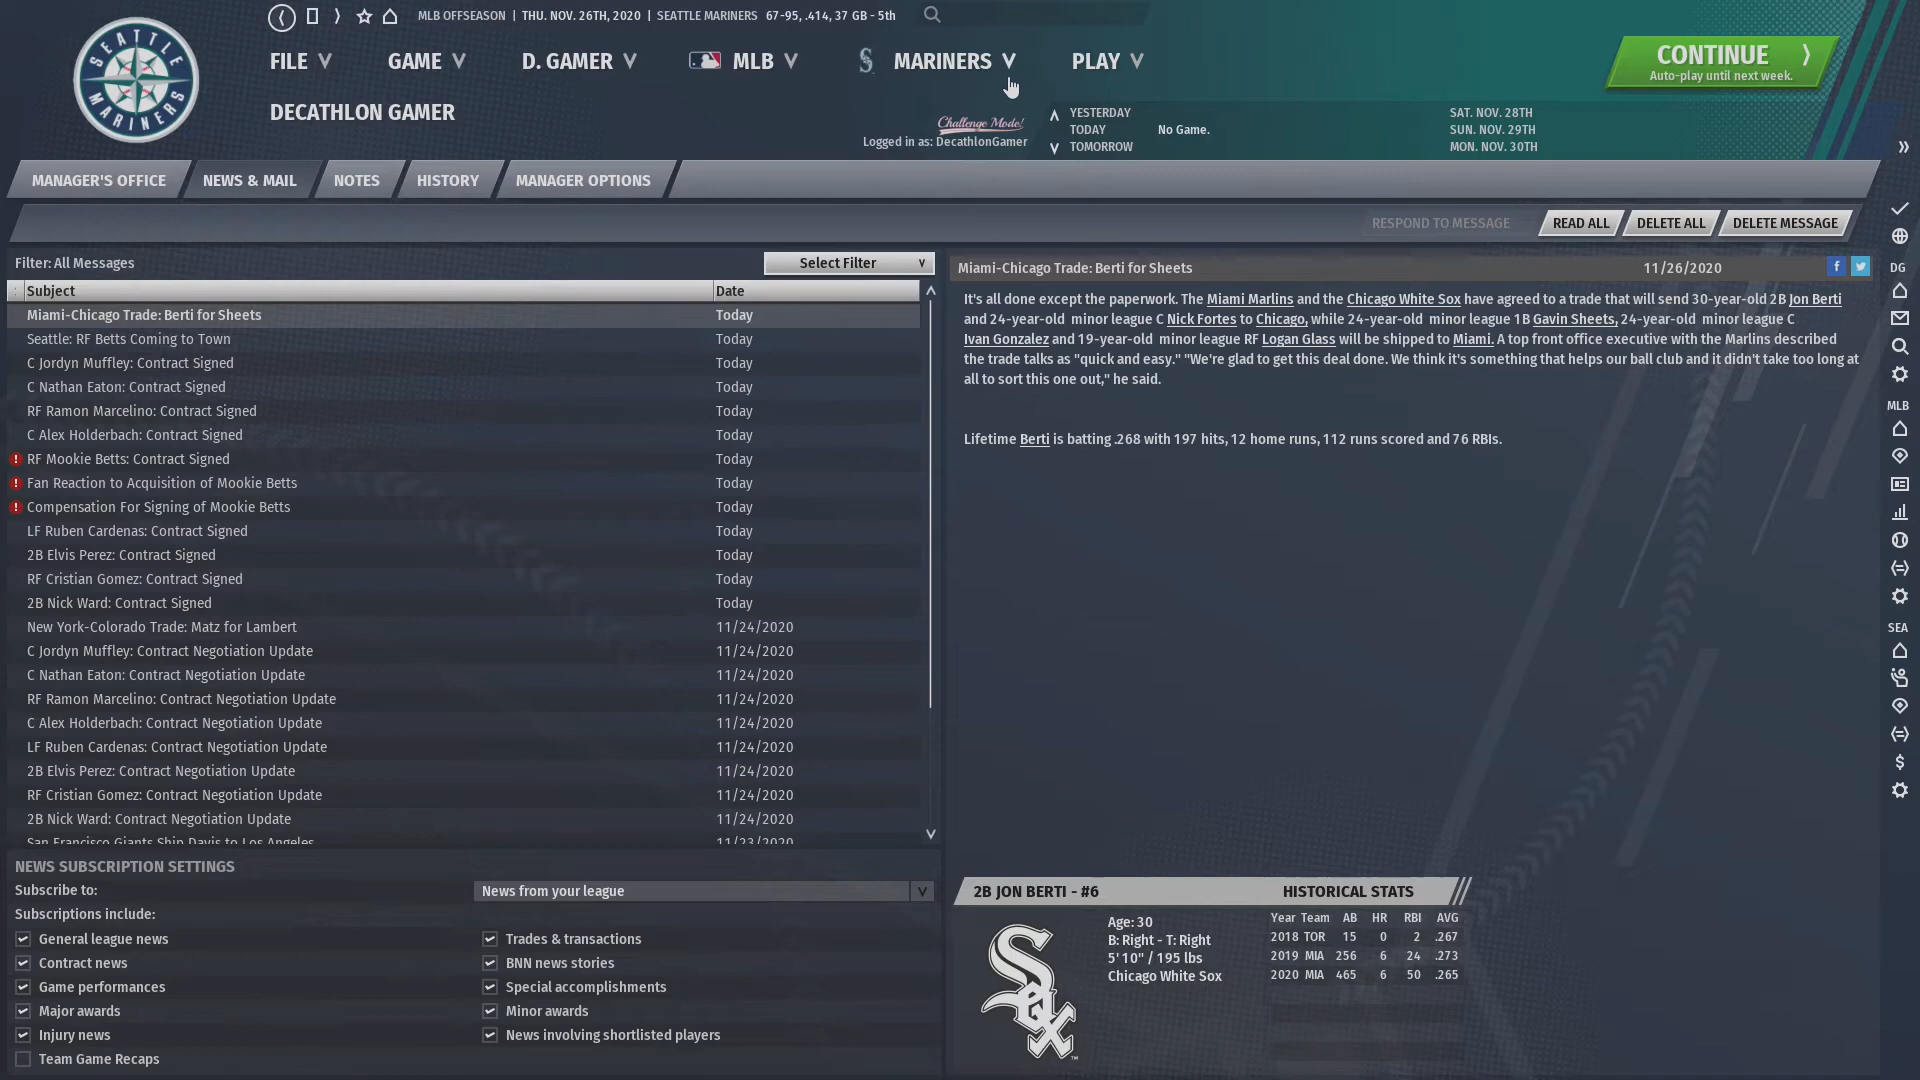 MLB OFFSEASON | THU. NOV. 26TH, 2020 | SEATTLE MARINERS 67-95, .414, 37 GB - 5th
SEATTLE MARINERS
FILE GAME D. GAMER MLB MARINERS PLAY
CONTINUE
Auto-play until next week.
DECATHLON GAMER
Challenge Mode!
Logged in as: DecathlonGamer
YESTERDAY
TODAY No Game.
TOMORROW
SAT. NOV. 28TH
SUN. NOV. 29TH
MON. NOV. 30TH
MANAGER'S OFFICE NEWS & MAIL NOTES HISTORY MANAGER OPTIONS
RESPOND TO MESSAGE READ ALL DELETE ALL DELETE MESSAGE
Filter: All Messages Select Filter
Subject Date
Miami-Chicago Trade: Berti for Sheets Today
Seattle: RF Betts Coming to Town Today
C Jordyn Muffley: Contract Signed Today
C Nathan Eaton: Contract Signed Today
RF Ramon Marcelino: Contract Signed Today
C Alex Holderbach: Contract Signed Today
RF Mookie Betts: Contract Signed Today
Fan Reaction to Acquisition of Mookie Betts Today
Compensation For Signing of Mookie Betts Today
LF Ruben Cardenas: Contract Signed Today
2B Elvis Perez: Contract Signed Today
RF Cristian Gomez: Contract Signed Today
2B Nick Ward: Contract Signed Today
New York-Colorado Trade: Matz for Lambert 11/24/2020
C Jordyn Muffley: Contract Negotiation Update 11/24/2020
C Nathan Eaton: Contract Negotiation Update 11/24/2020
RF Ramon Marcelino: Contract Negotiation Update 11/24/2020
C Alex Holderbach: Contract Negotiation Update 11/24/2020
LF Ruben Cardenas: Contract Negotiation Update 11/24/2020
2B Elvis Perez: Contract Negotiation Update 11/24/2020
RF Cristian Gomez: Contract Negotiation Update 11/24/2020
2B Nick Ward: Contract Negotiation Update 11/24/2020
San Francisco Giants Ship Davis to Los Angeles 11/23/2020
NEWS SUBSCRIPTION SETTINGS
Subscribe to: News from your league
Subscriptions include:
General league news Trades & transactions
Contract news BNN news stories
Game performances Special accomplishments
Major awards Minor awards
Injury news News involving shortlisted players
Team Game Recaps
Miami-Chicago Trade: Berti for Sheets 11/26/2020
It's all done except the paperwork. The Miami Marlins and the Chicago White Sox have agreed to a trade that will send 30-year-old 2B Jon Berti
and 24-year-old minor league C Nick Fortes to Chicago, while 24-year-old minor league 1B Gavin Sheets, 24-year-old minor league C
Ivan Gonzalez and 19-year-old minor league RF Logan Glass will be shipped to Miami. A top front office executive with the Marlins described
the trade talks as "quick and easy." "We're glad to get this deal done. We think it's something that helps our ball club and it didn't take too long at
all to sort this one out," he said.
Lifetime Berti is batting .268 with 197 hits, 12 home runs, 112 runs scored and 76 RBIs.
2B JON BERTI - #6 HISTORICAL STATS
Sox
Age: 30
B: Right - T: Right
5' 10" / 195 lbs
Chicago White Sox
Year Team AB HR RBI AVG
2018 TOR 15 0 2 .267
2019 MIA 256 6 24 .273
2020 MIA 465 6 50 .265
DG
MLB
SEA